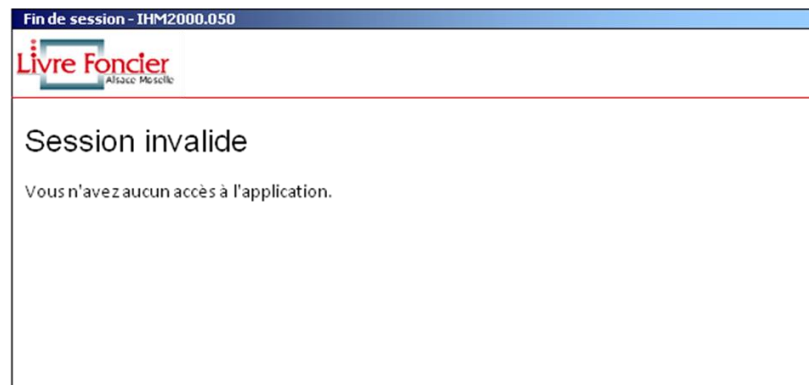 Fin de session - IHM2000.050
Livre Foncier
Alsace Moselle
Session invalide
Vous n'avez aucun accès à l'application.